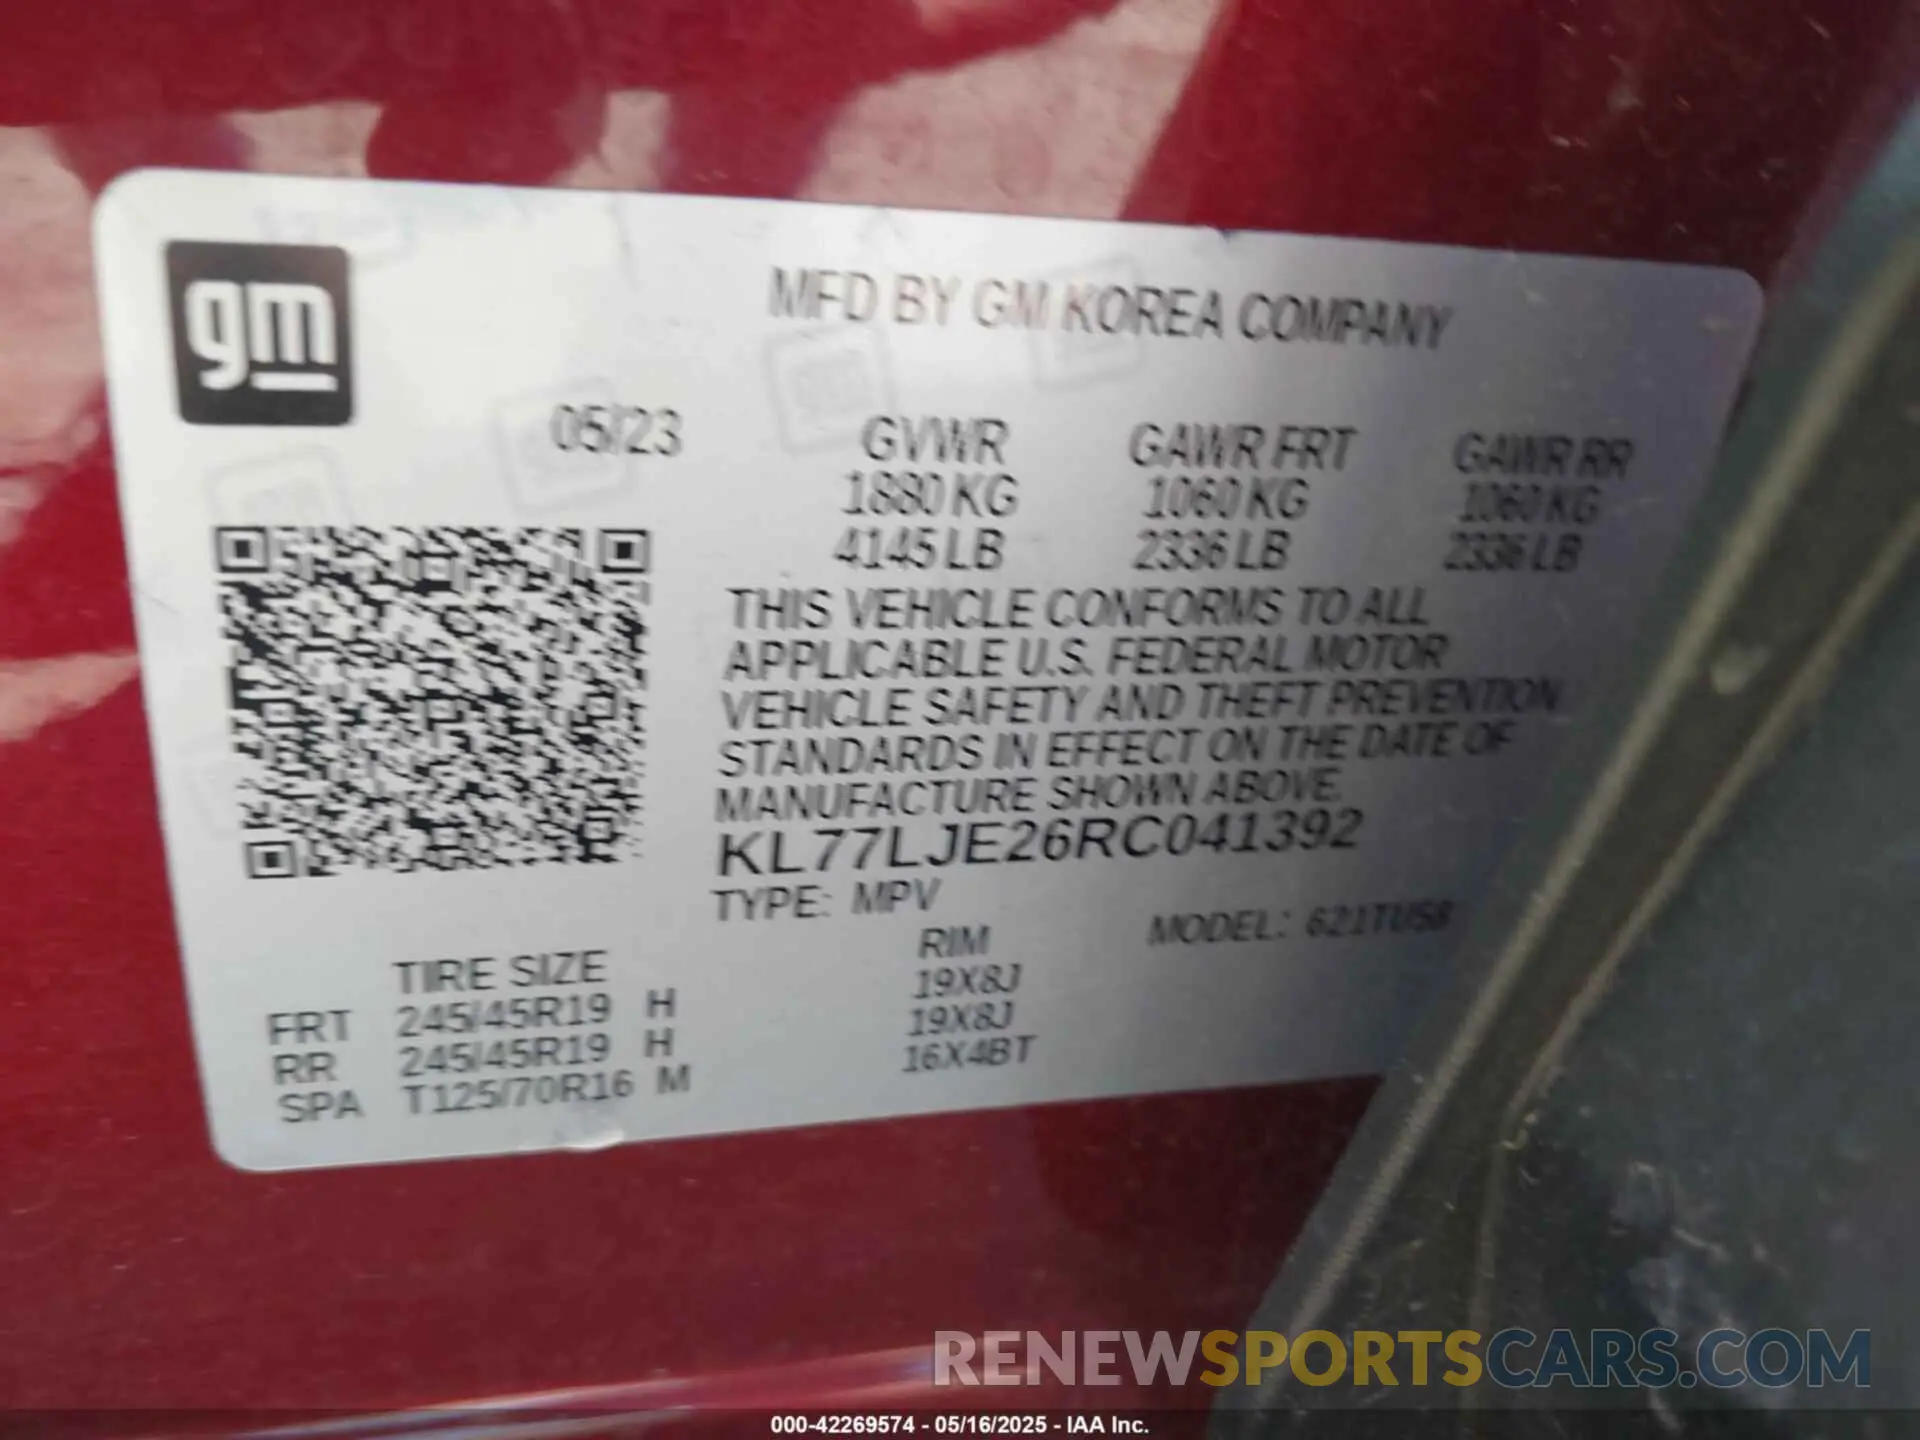 gm
MFD BY GM KOREA COMPANY
05/23 GVWR GAWR FRT GAWR RR
1880 KG 1060 KG 1060 KG
4145 LB 2336 LB 2336 LB
THIS VEHICLE CONFORMS TO ALL
APPLICABLE U.S. FEDERAL MOTOR
VEHICLE SAFETY AND THEFT PREVENTION
STANDARDS IN EFFECT ON THE DATE OF
MANUFACTURE SHOWN ABOVE.
KL77LJE26RC041392
TYPE: MPV MODEL: 621TU58
TIRE SIZE RIM
FRT 245/45R19 H 19X8J
RR 245/45R19 H 19X8J
SPA T125/70R16 M 16X4BT
RENEWSPORTSCARS.COM
000-42269574 - 05/16/2025 - IAA Inc.